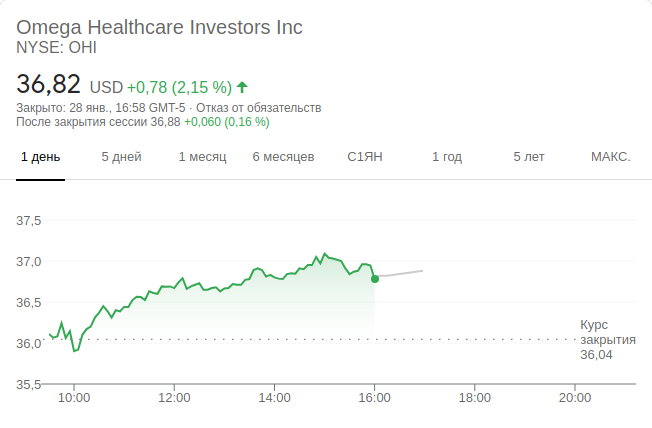 Omega Healthcare Investors Inc
NYSE: OHI
36,82 USD +0,78 (2,15 %)
Закрыто: 28 янв., 16:58 GMT-5 · Отказ от обязательств
После закрытия сессии 36,88 +0,060 (0,16 %)
1 день 5 дней 1 месяц 6 месяцев С1ЯН 1 год 5 лет МАКС.
37,5
37,0
36,5
36,0
35,5
Курс
закрытия
36,04
10:00 12:00 14:00 16:00 18:00 20:00